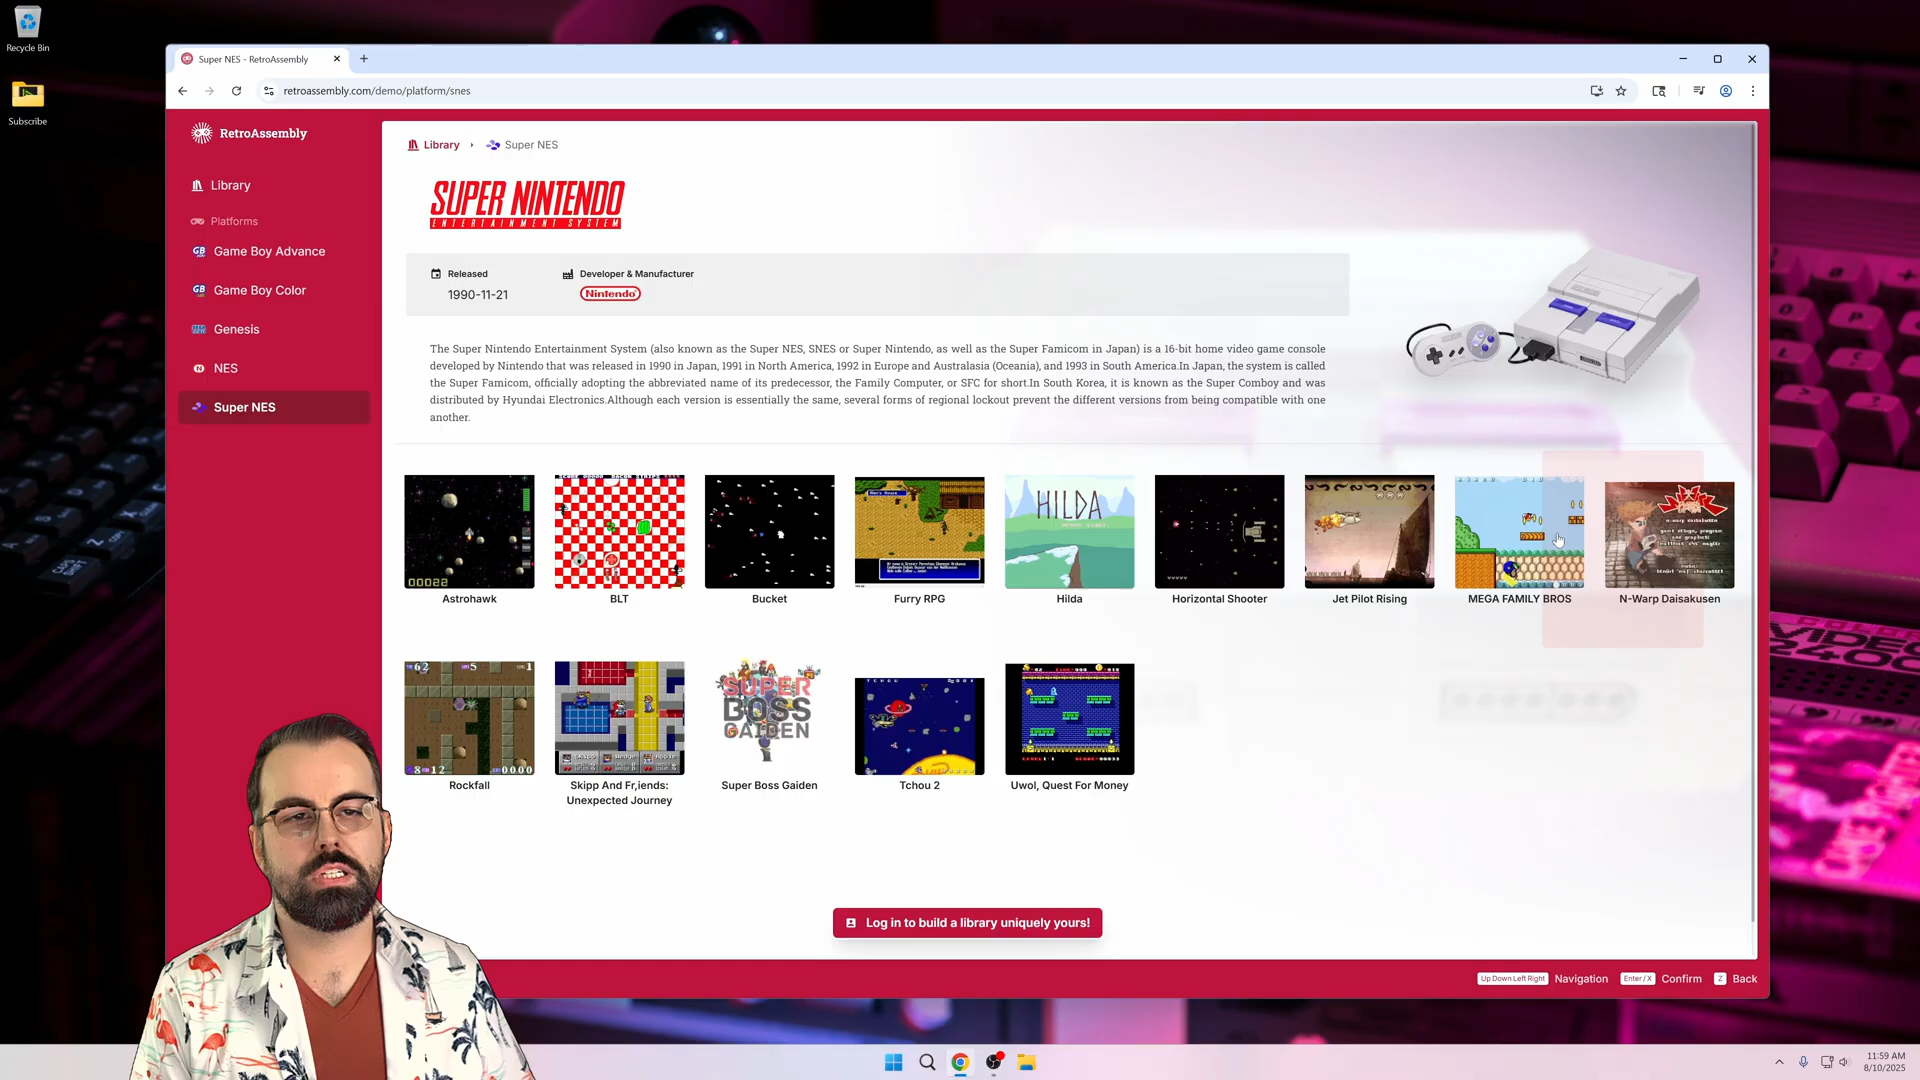 Recycle Bin
Subscribe
Super NES - RetroAssembly
retroassembly.com/demo/platform/snes
RetroAssembly
Library
Platforms
Game Boy Advance
Game Boy Color
Genesis
NES
Super NES
Library
Super NES
SUPER NINTENDO
ENTERTAINMENT SYSTEM
Released
1990-11-21
Developer & Manufacturer
Nintendo
The Super Nintendo Entertainment System (also known as the Super NES, SNES or Super Nintendo, as well as the Super Famicom in Japan) is a 16-bit home video game console
developed by Nintendo that was released in 1990 in Japan, 1991 in North America, 1992 in Europe and Australasia (Oceania), and 1993 in South America.In Japan, the system is called
the Super Famicom, officially adopting the abbreviated name of its predecessor, the Family Computer, or SFC for short.In South Korea, it is known as the Super Comboy and was
distributed by Hyundai Electronics.Although each version is essentially the same, several forms of regional lockout prevent the different versions from being compatible with one
another.
00022
HILDA
Astrohawk
BLT
Bucket
Furry RPG
Hilda
Horizontal Shooter
Jet Pilot Rising
MEGA FAMILY BROS
N-Warp Daisakusen
SUPER
BOSS
GAIDEN
Rockfall
Skipp And Fr,iends:
Unexpected Journey
Super Boss Gaiden
Tchou 2
Uwol, Quest For Money
Log in to build a library uniquely yours!
Up Down Left Right
Navigation
Enter / X
Confirm
Z
Back
11:59 AM
8/10/2025